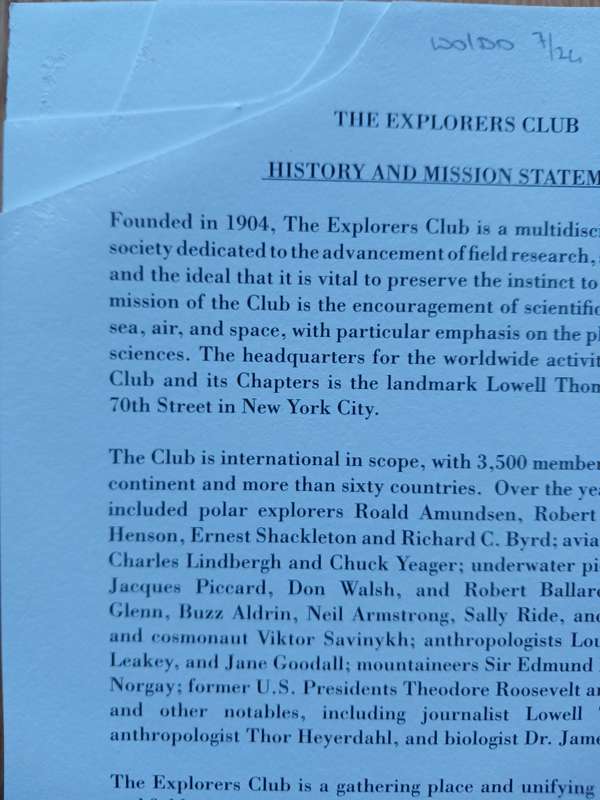 WOLDO 7/24
THE EXPLORERS CLUB
HISTORY AND MISSION STATEM
Founded in 1904, The Explorers Club is a multidisc
society dedicated to the advancement of field research,
and the ideal that it is vital to preserve the instinct to
mission of the Club is the encouragement of scientific
sea, air, and space, with particular emphasis on the p
sciences. The headquarters for the worldwide activit
Club and its Chapters is the landmark Lowell Thom
70th Street in New York City.
The Club is international in scope, with 3,500 member
continent and more than sixty countries. Over the yea
included polar explorers Roald Amundsen, Robert
Henson, Ernest Shackleton and Richard C. Byrd; avia
Charles Lindbergh and Chuck Yeager; underwater pi
Jacques Piccard, Don Walsh, and Robert Ballard
Glenn, Buzz Aldrin, Neil Armstrong, Sally Ride, and
and cosmonaut Viktor Savinykh; anthropologists Lou
Leakey, and Jane Goodall; mountaineers Sir Edmund
Norgay; former U.S. Presidents Theodore Roosevelt a
and other notables, including journalist Lowell T
anthropologist Thor Heyerdahl, and biologist Dr. Jame
The Explorers Club is a gathering place and unifying